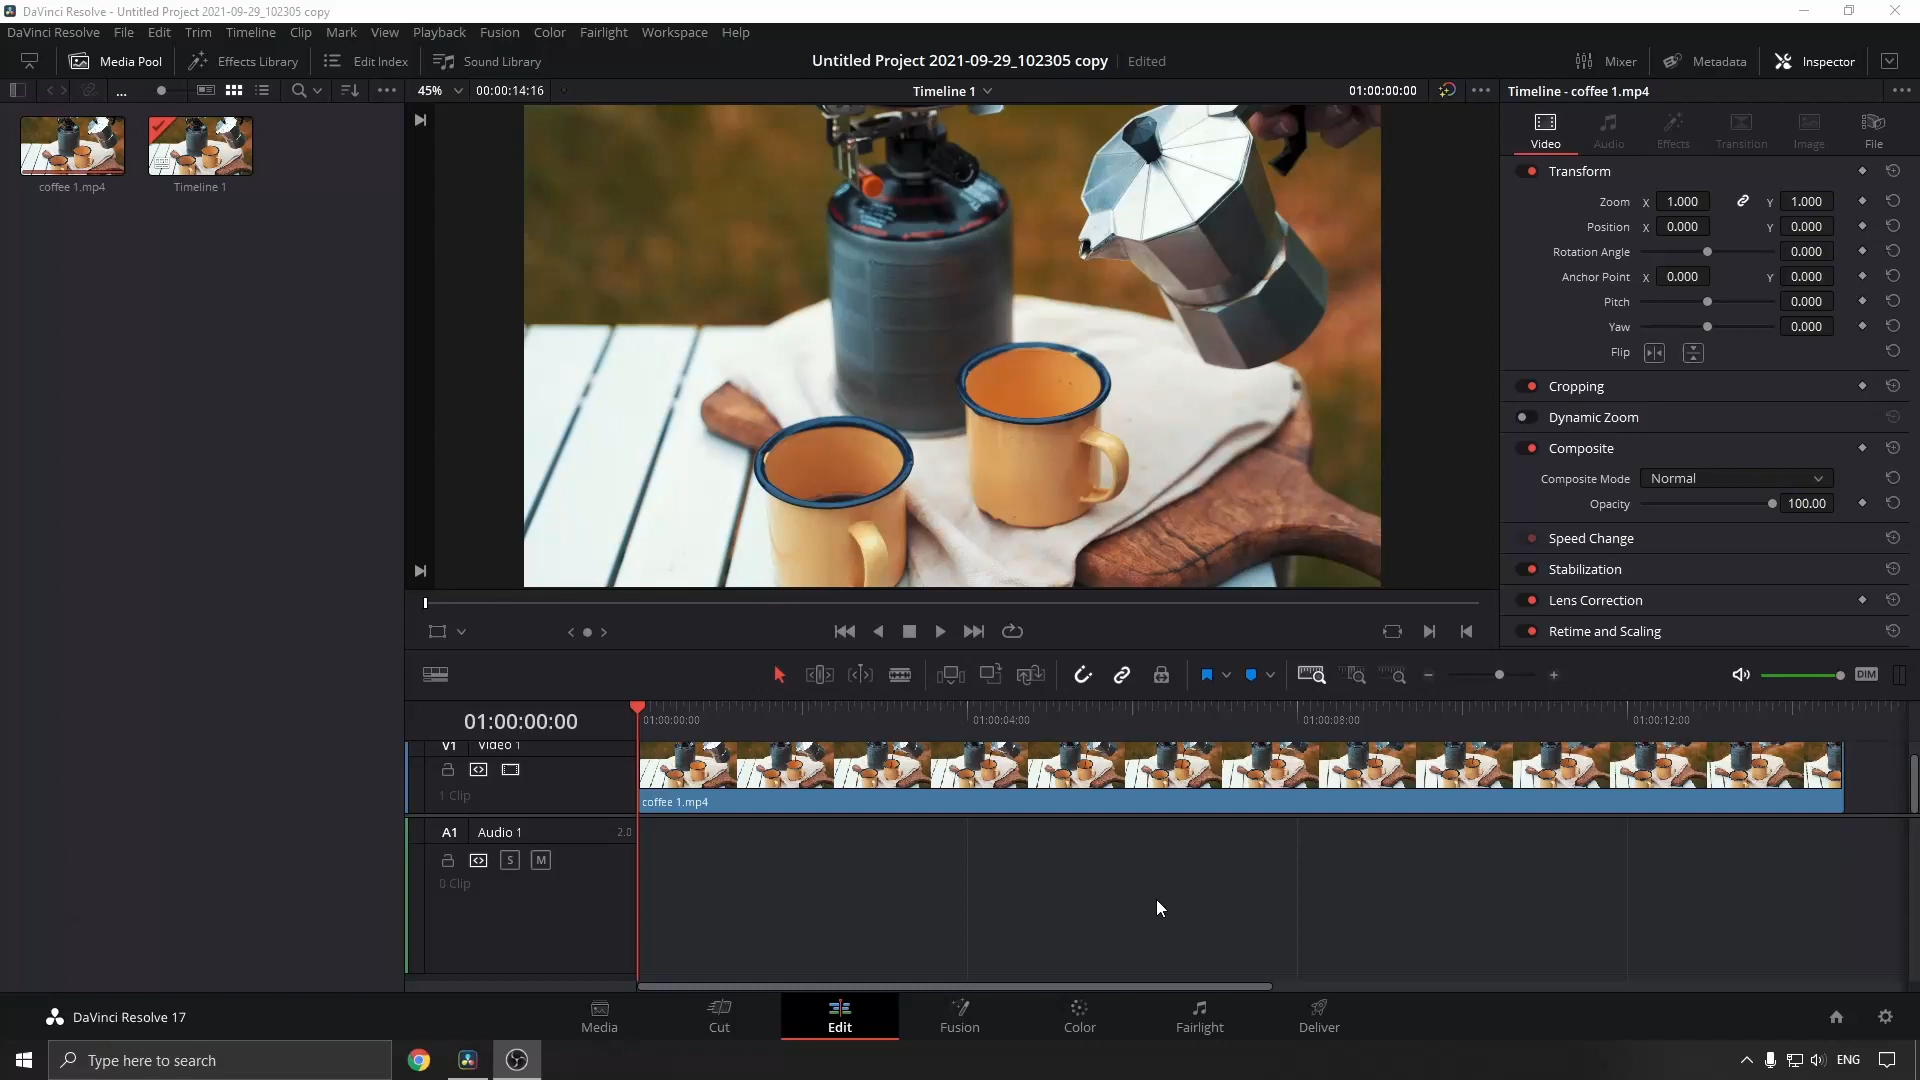 DaVinci Resolve - Untitled Project 2021-09-29_102305 copy
DaVinci Resolve File Edit Trim Timeline Clip Mark View Playback Fusion Color Fairlight Workspace Help
Media Pool Effects Library Edit Index Sound Library Untitled Project 2021-09-29_102305 copy Edited Mixer Metadata Inspector
... 45% 00:00:14:16 Timeline 1 01:00:00:00 Timeline - coffee 1.mp4
coffee 1.mp4 Timeline 1
Video Audio Effects Transition Image File
Transform
Zoom X 1.000 Y 1.000
Position X 0.000 Y 0.000
Rotation Angle 0.000
Anchor Point X 0.000 Y 0.000
Pitch 0.000
Yaw 0.000
Flip
Cropping
Dynamic Zoom
Composite
Composite Mode Normal
Opacity 100.00
Speed Change
Stabilization
Lens Correction
Retime and Scaling
DIM
01:00:00:00 01:00:00:00 01:00:04:00 01:00:08:00 01:00:12:00
V1 Video 1
1 Clip
coffee 1.mp4
A1 Audio 1 2.0
S M
0 Clip
DaVinci Resolve 17 Media Cut Edit Fusion Color Fairlight Deliver
Type here to search ENG